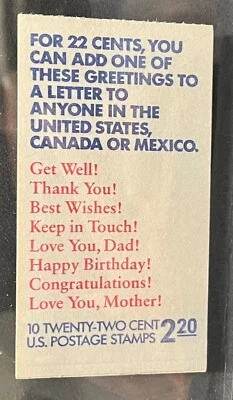 FOR 22 CENTS, YOU
CAN ADD ONE OF
THESE GREETINGS TO
A LETTER TO
ANYONE IN THE
UNITED STATES,
CANADA OR MEXICO.
Get Well!
Thank You!
Best Wishes!
Keep in Touch!
Love You, Dad!
Happy Birthday!
Congratulations!
Love You, Mother!
10 TWENTY-TWO CENT
U.S. POSTAGE STAMPS 2 20